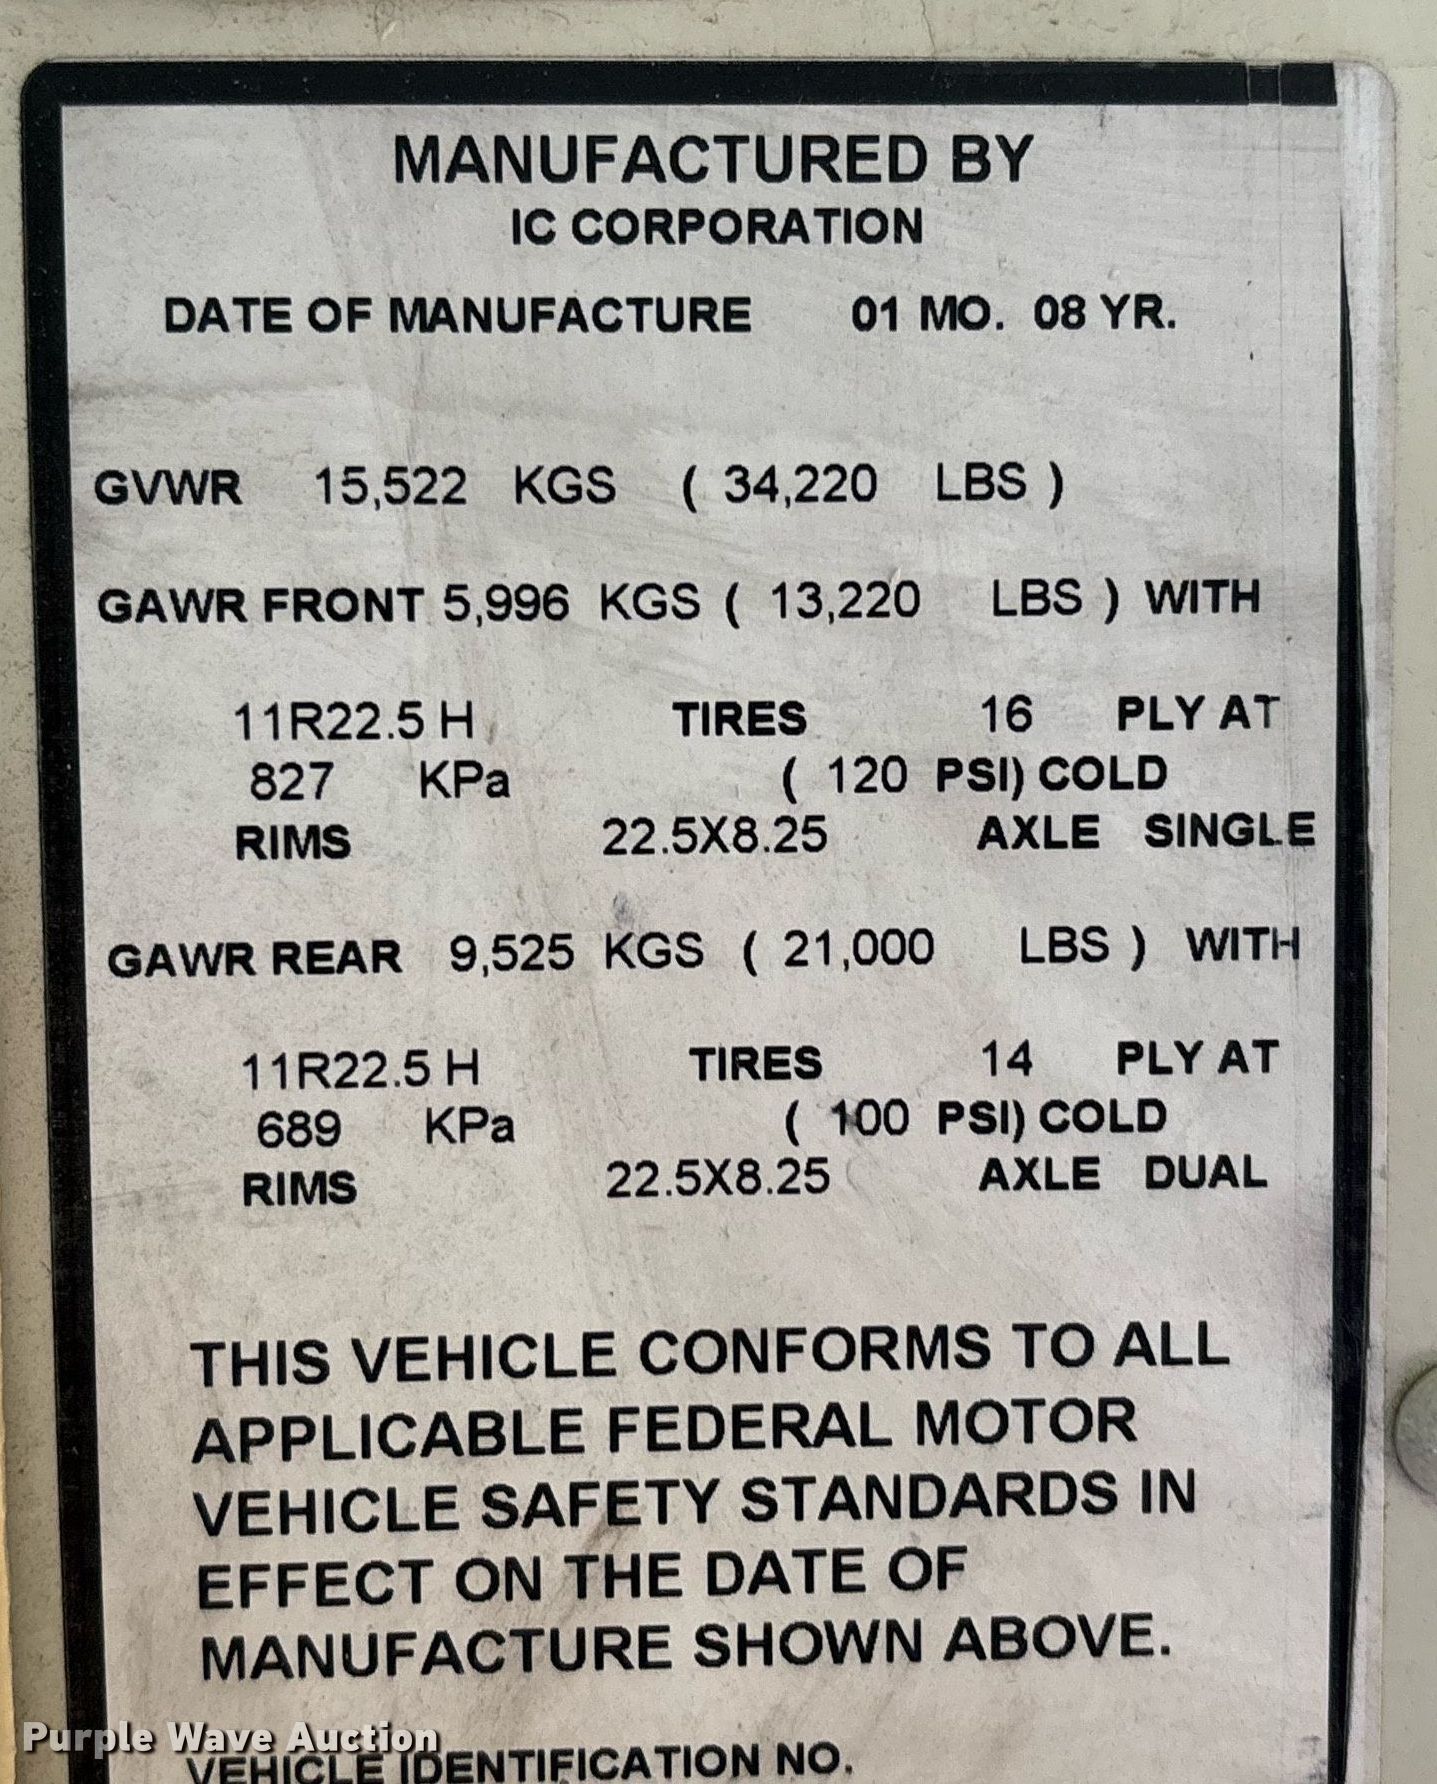 MANUFACTURED BY
IC CORPORATION
DATE OF MANUFACTURE 01 MO. 08 YR.
GVWR 15,522 KGS ( 34,220 LBS )
GAWR FRONT 5,996 KGS ( 13,220 LBS ) WITH
11R22.5 H TIRES 16 PLY AT
827 KPa ( 120 PSI) COLD
RIMS 22.5X8.25 AXLE SINGLE
GAWR REAR 9,525 KGS ( 21,000 LBS ) WITH
11R22.5 H TIRES 14 PLY AT
689 KPa ( 100 PSI) COLD
RIMS 22.5X8.25 AXLE DUAL
THIS VEHICLE CONFORMS TO ALL
APPLICABLE FEDERAL MOTOR
VEHICLE SAFETY STANDARDS IN
EFFECT ON THE DATE OF
MANUFACTURE SHOWN ABOVE.
Purple Wave Auction
VEHICLE IDENTIFICATION NO.